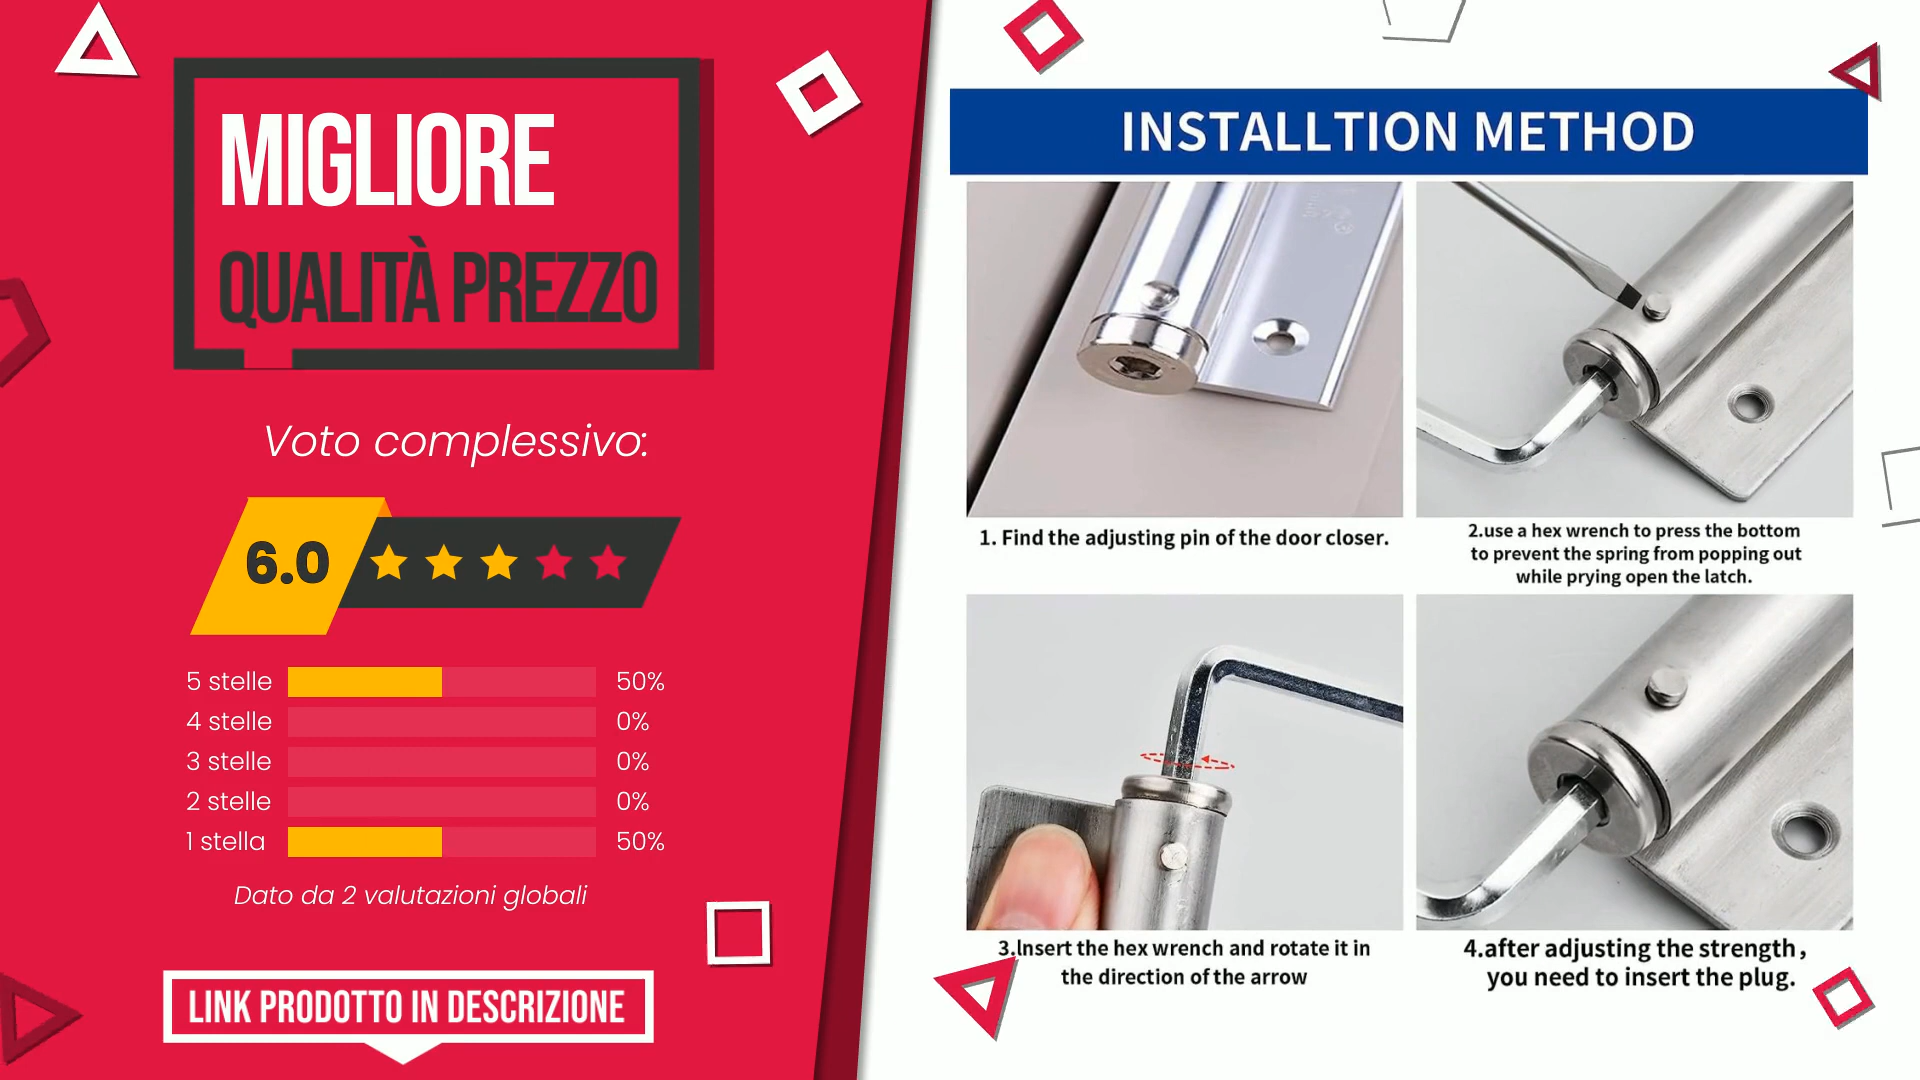 MIGLIORE
QUALITÀ PREZZO
Voto complessivo:
6.0
5 stelle 50%
4 stelle 0%
3 stelle 0%
2 stelle 0%
1 stella 50%
Dato da 2 valutazioni globali
LINK PRODOTTO IN DESCRIZIONE
INSTALLTION METHOD
1. Find the adjusting pin of the door closer.
2.use a hex wrench to press the bottom
to prevent the spring from popping out
while prying open the latch.
3.Insert the hex wrench and rotate it in
the direction of the arrow
4.after adjusting the strength,
you need to insert the plug.